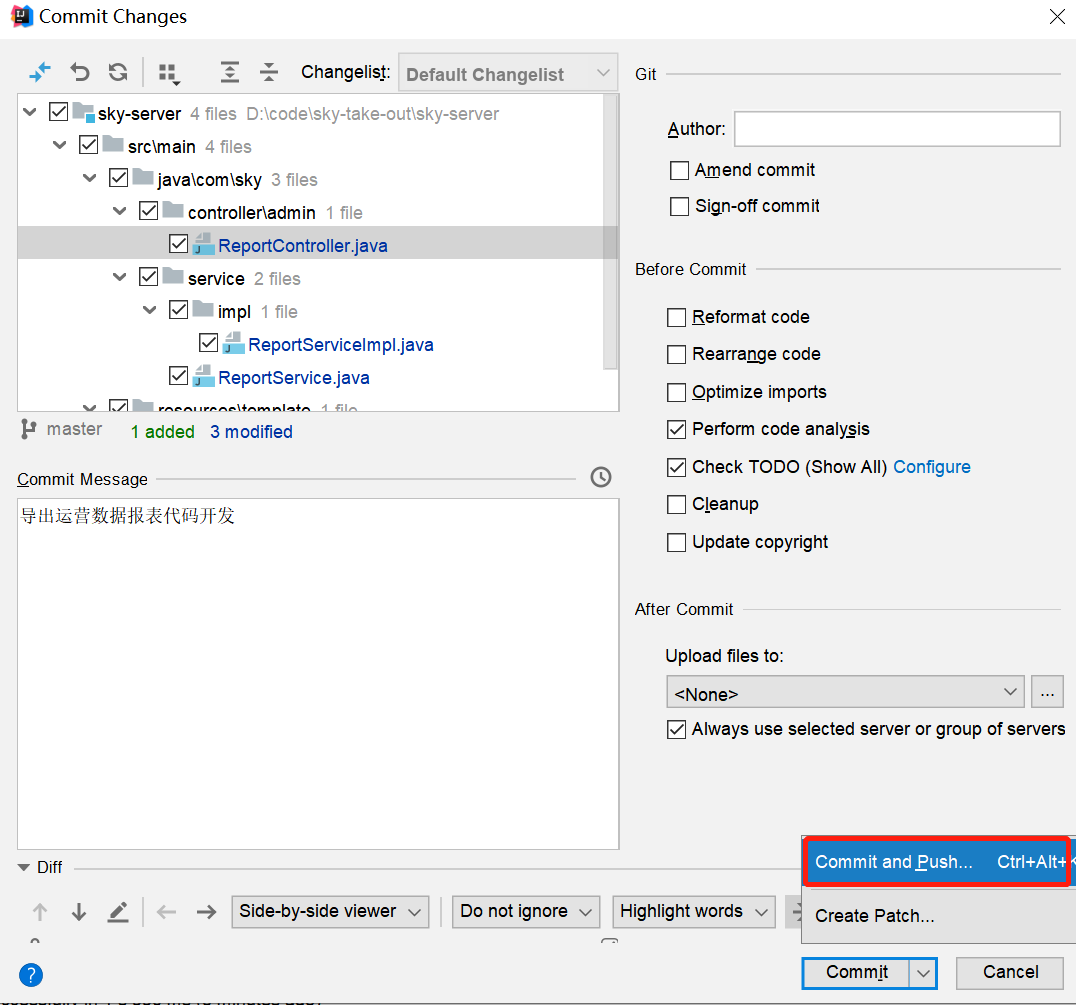 Commit Changes
Changelist: Default Changelist
sky-server 4 files D:\code\sky-take-out\sky-server
src\main 4 files
java\com\sky 3 files
controller\admin 1 file
ReportController.java
service 2 files
impl 1 file
ReportServiceImpl.java
ReportService.java
resources\template 1 file
master 1 added 3 modified
Commit Message
导出运营数据报表代码开发
Git
Author:
Amend commit
Sign-off commit
Before Commit
Reformat code
Rearrange code
Optimize imports
Perform code analysis
Check TODO (Show All) Configure
Cleanup
Update copyright
After Commit
Upload files to:
<None> ...
Always use selected server or group of servers
Diff
Side-by-side viewer Do not ignore Highlight words
Commit and Push... Ctrl+Alt+K
Create Patch...
? Commit Cancel